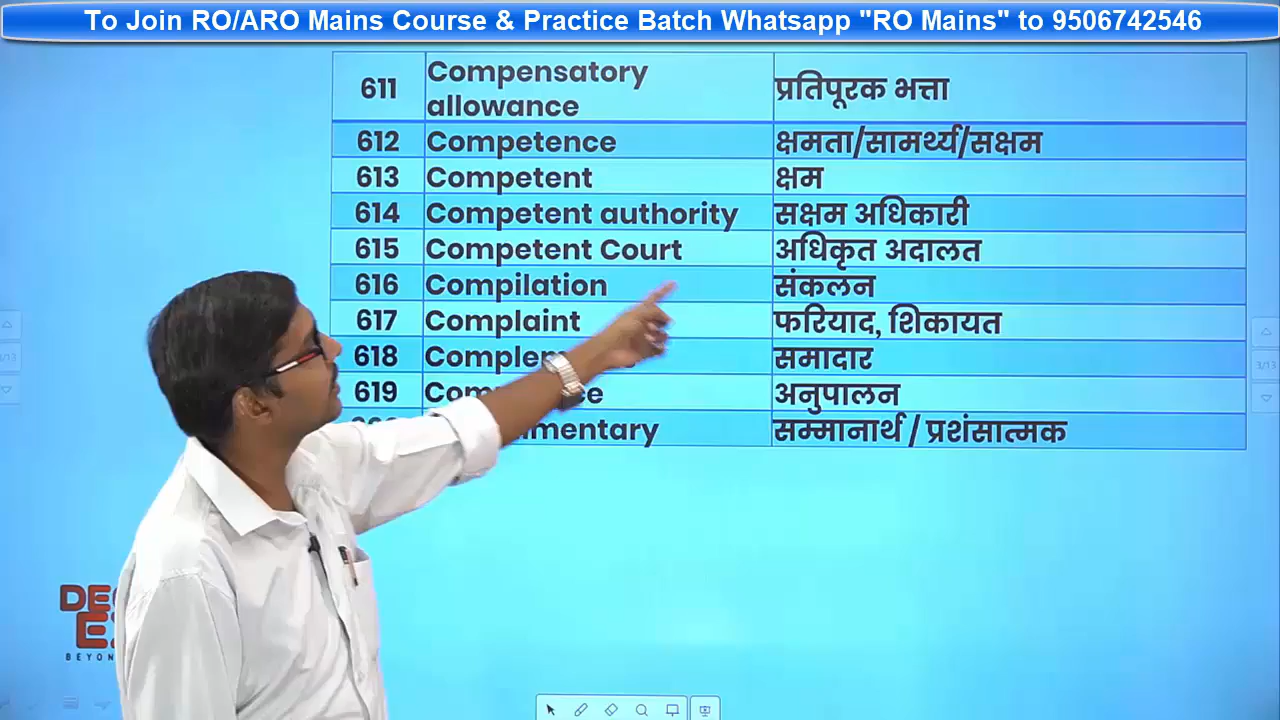 To Join RO/ARO Mains Course & Practice Batch Whatsapp "RO Mains" to 9506742546
611 Compensatory allowance प्रतिपूरक भत्ता
612 Competence क्षमता/सामर्थ्य/सक्षम
613 Competent क्षम
614 Competent authority सक्षम अधिकारी
615 Competent Court अधिकृत अदालत
616 Compilation संकलन
617 Complaint फरियाद, शिकायत
618 समादार
619 अनुपालन
सम्मानार्थ / प्रशंसात्मक
3/13